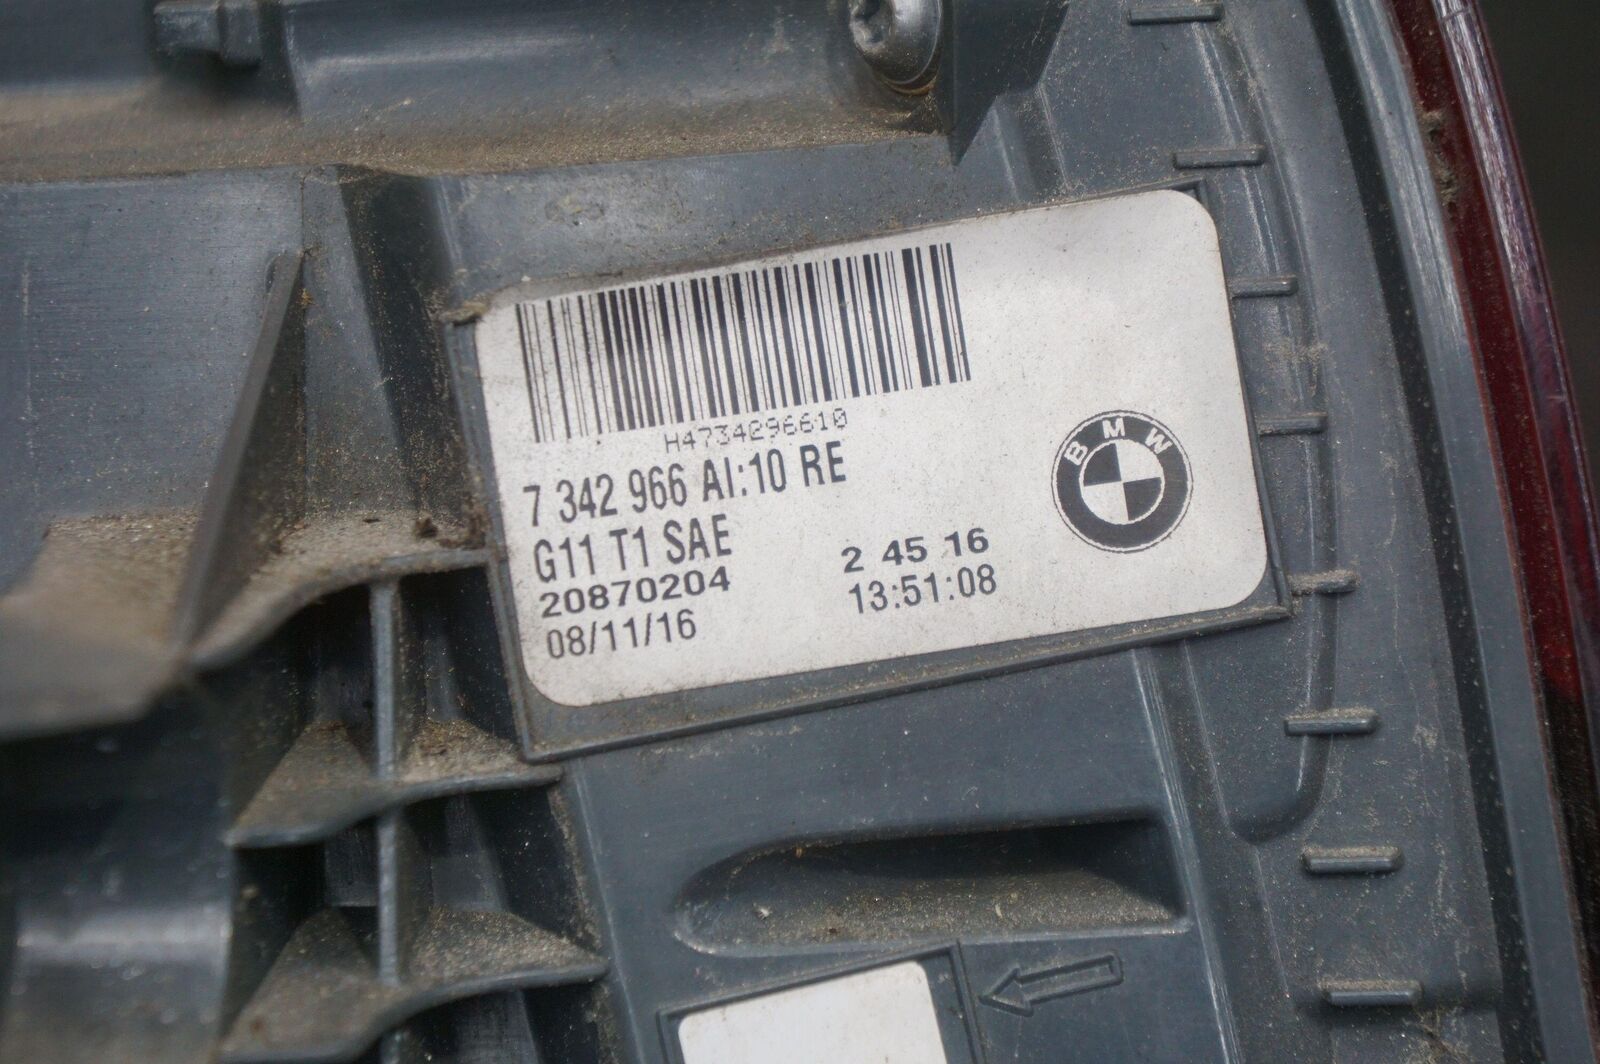 H4734296610
7 342 966 AI:10 RE
G11 T1 SAE
20870204
2 45 16
08/11/16
13:51:08
BMW